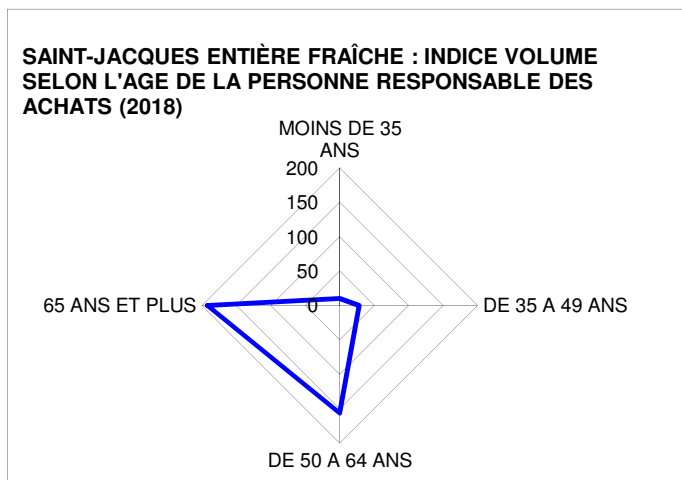 SAINT-JACQUES ENTIÈRE FRAÎCHE : INDICE VOLUME
SELON L'AGE DE LA PERSONNE RESPONSABLE DES
ACHATS (2018)
MOINS DE 35
ANS
200
150
100
50
0
65 ANS ET PLUS
DE 35 A 49 ANS
DE 50 A 64 ANS